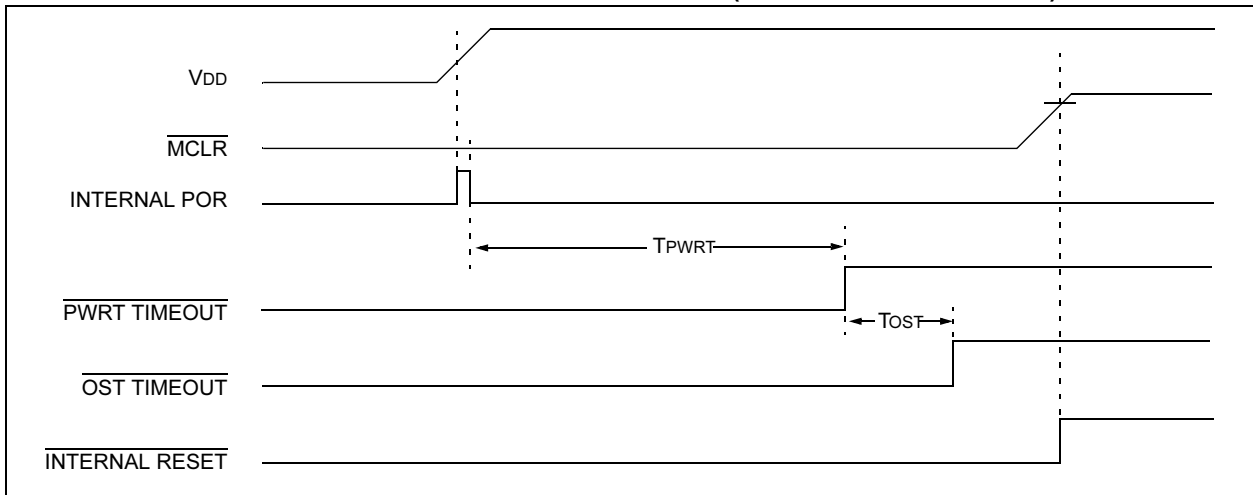 VDD
MCLR
INTERNAL POR
TPWRT
PWRT TIMEOUT
TOST
OST TIMEOUT
INTERNAL RESET